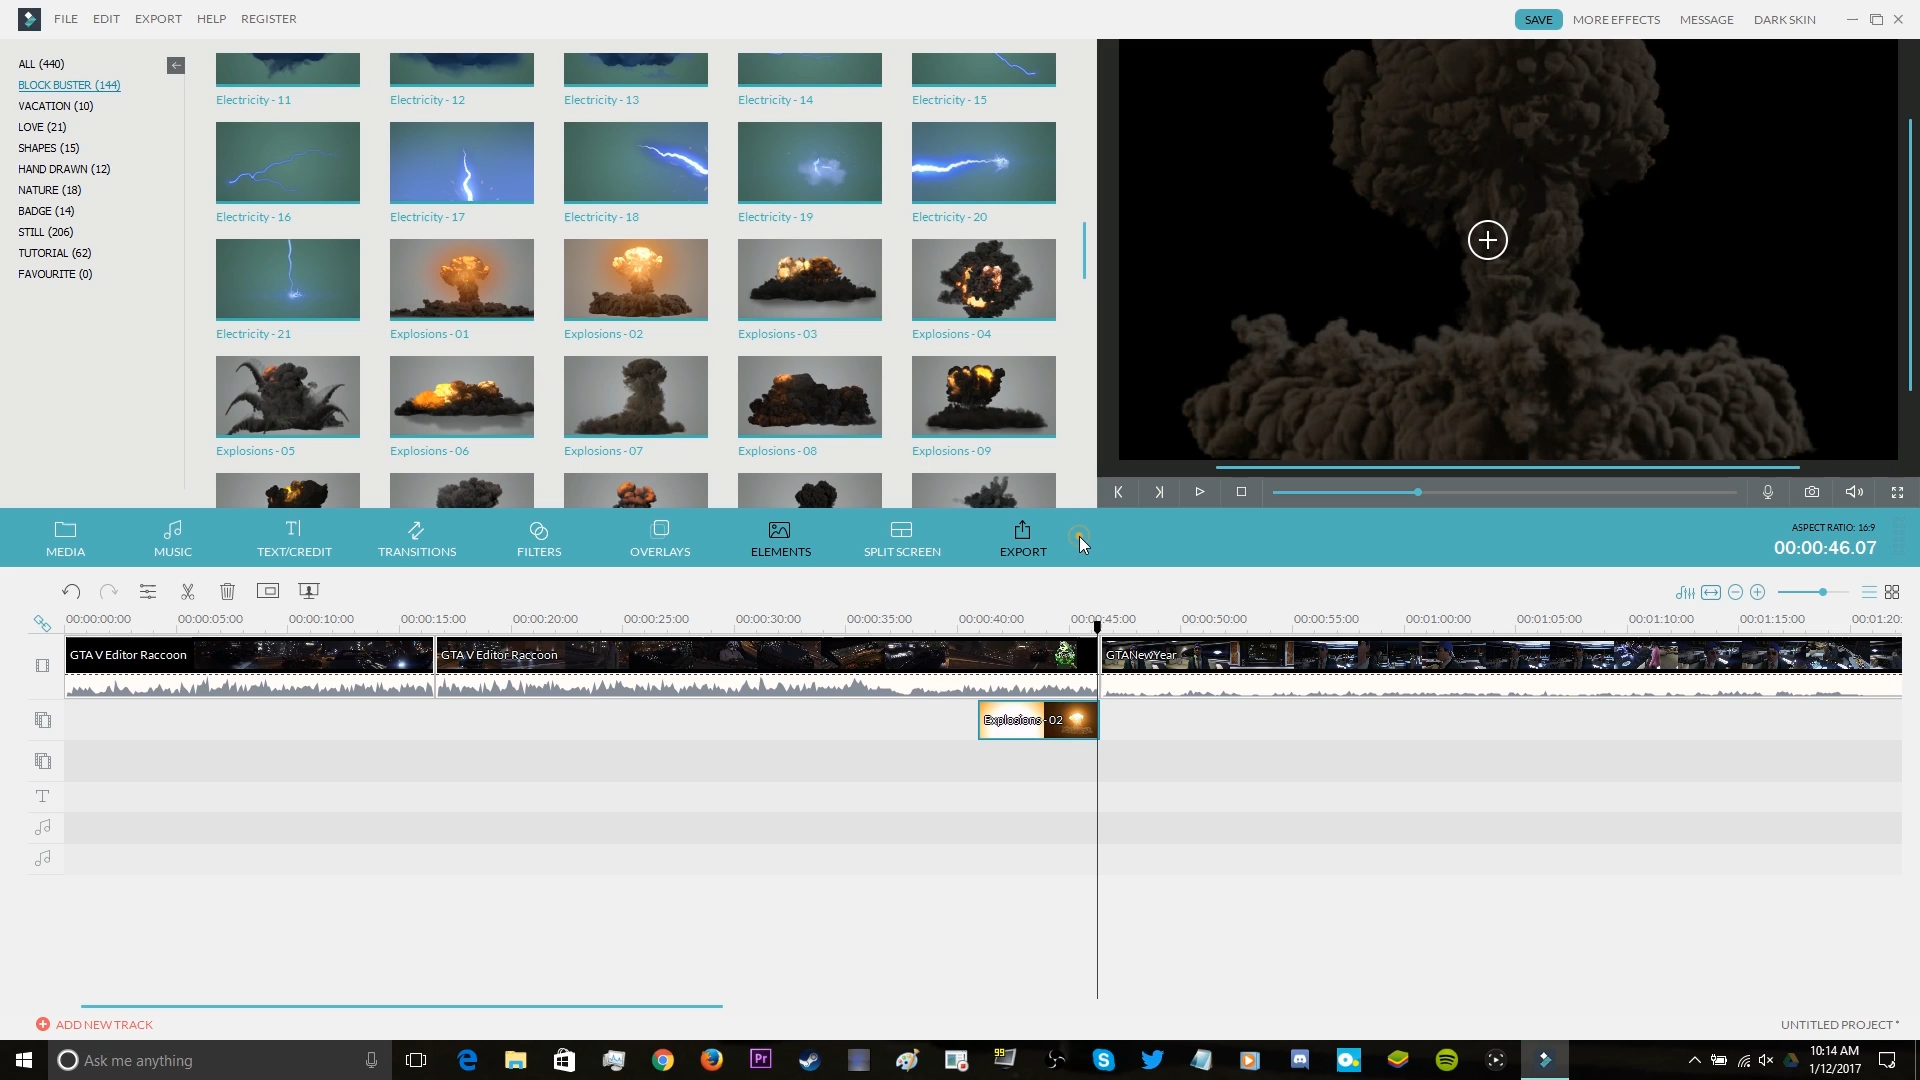 FILE EDIT EXPORT HELP REGISTER
SAVE MORE EFFECTS MESSAGE DARK SKIN
ALL (440)
BLOCK BUSTER (144)
VACATION (10)
LOVE (21)
SHAPES (15)
HAND DRAWN (12)
NATURE (18)
BADGE (14)
STILL (206)
TUTORIAL (62)
FAVOURITE (0)
Electricity - 11 Electricity - 12 Electricity - 13 Electricity - 14 Electricity - 15
Electricity - 16 Electricity - 17 Electricity - 18 Electricity - 19 Electricity - 20
Electricity - 21 Explosions - 01 Explosions - 02 Explosions - 03 Explosions - 04
Explosions - 05 Explosions - 06 Explosions - 07 Explosions - 08 Explosions - 09
MEDIA MUSIC TEXT/CREDIT TRANSITIONS FILTERS OVERLAYS ELEMENTS SPLIT SCREEN EXPORT
ASPECT RATIO: 16:9
00:00:46.07
00:00:00:00 00:00:05:00 00:00:10:00 00:00:15:00 00:00:20:00 00:00:25:00 00:00:30:00 00:00:35:00 00:00:40:00 00:00:45:00 00:00:50:00 00:00:55:00 00:01:00:00 00:01:05:00 00:01:10:00 00:01:15:00 00:01:20:
GTA V Editor Raccoon GTA V Editor Raccoon GTANewYear
Explosions - 02
ADD NEW TRACK
UNTITLED PROJECT *
Ask me anything
Pr
99
10:14 AM
1/12/2017